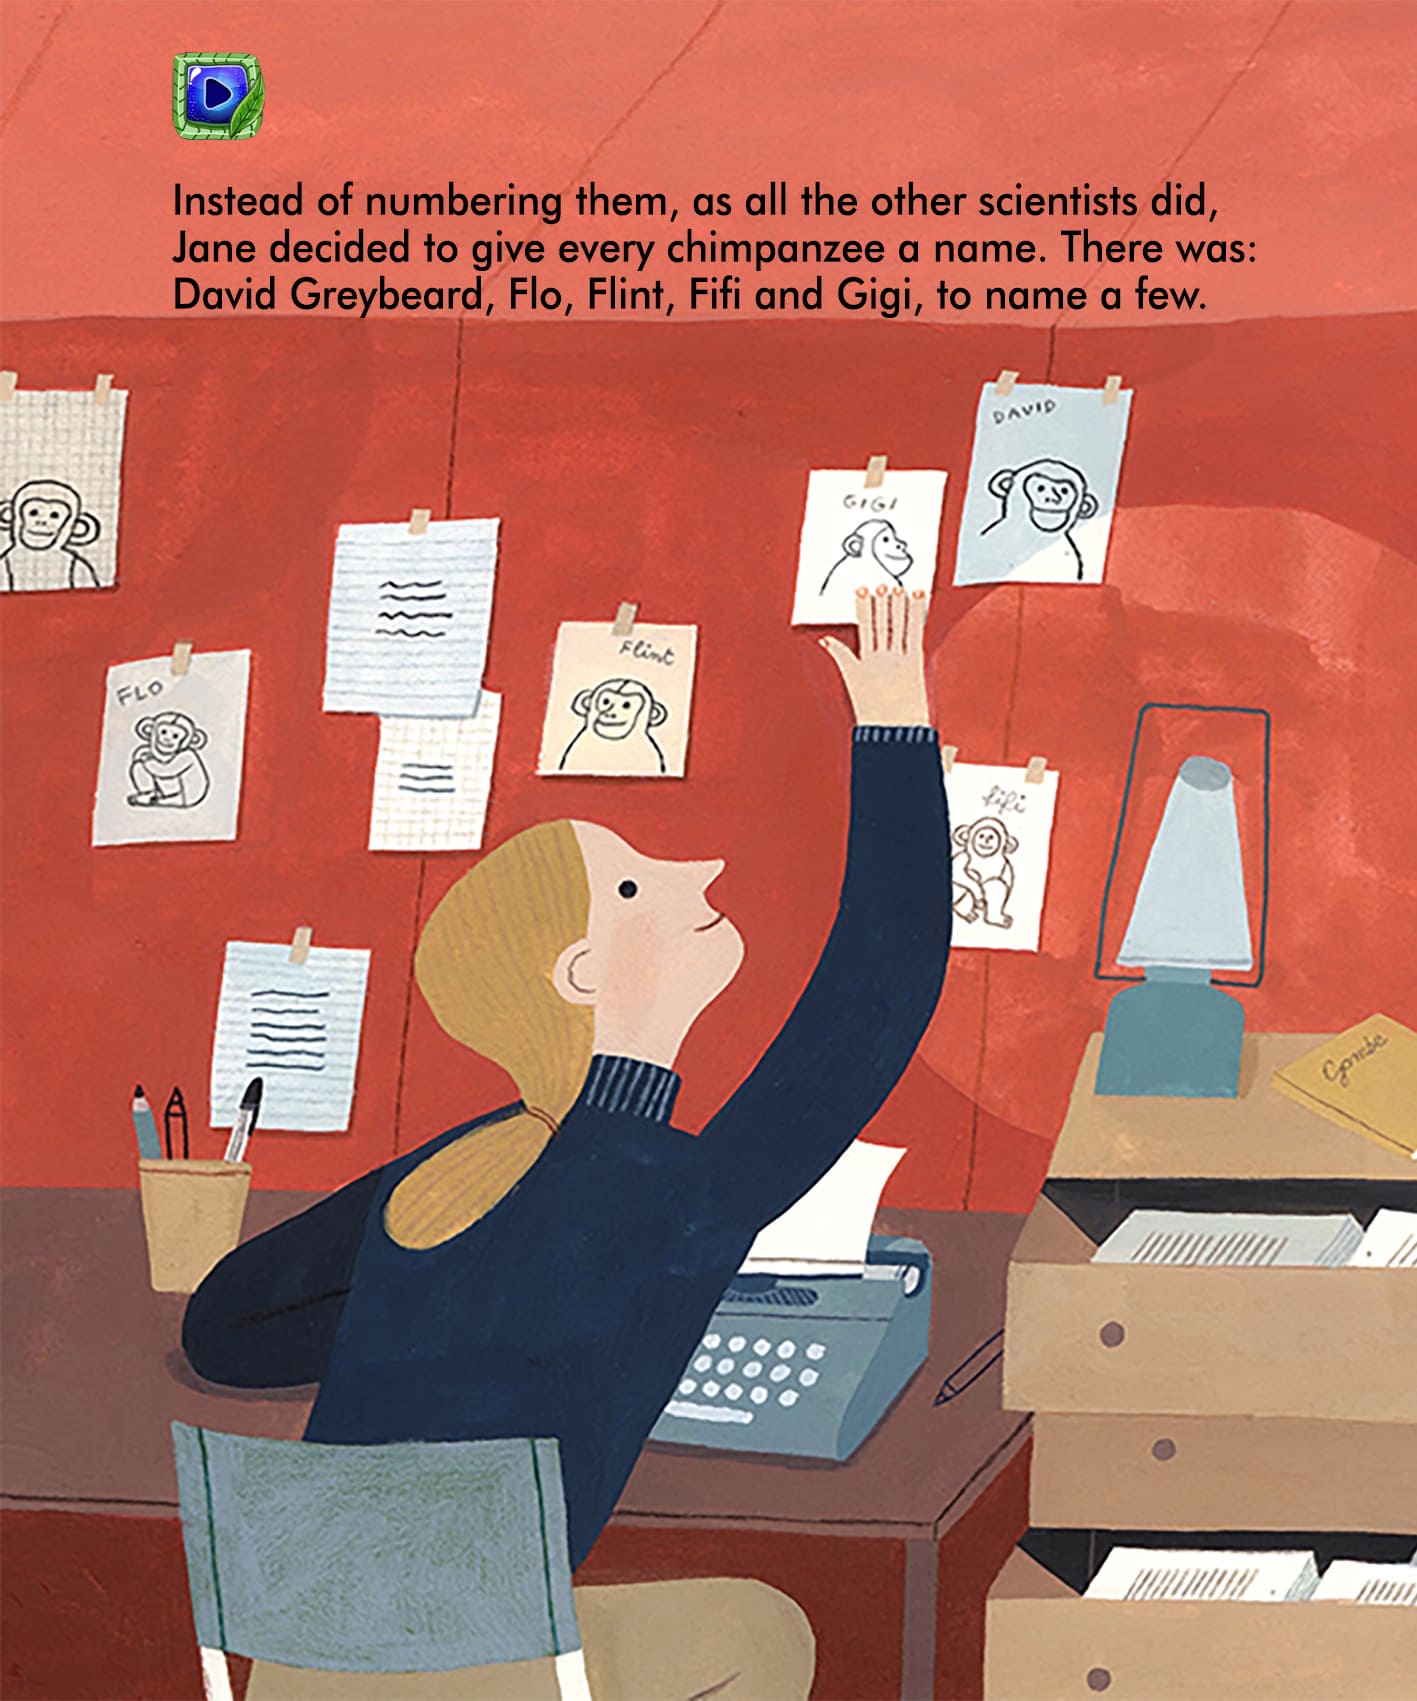 Instead of numbering them, as all the other scientists did,
Jane decided to give every chimpanzee a name. There was:
David Greybeard, Flo, Flint, Fifi and Gigi, to name a few.
DAVID
GIGI
Flint
FLO
fifi
Gombe